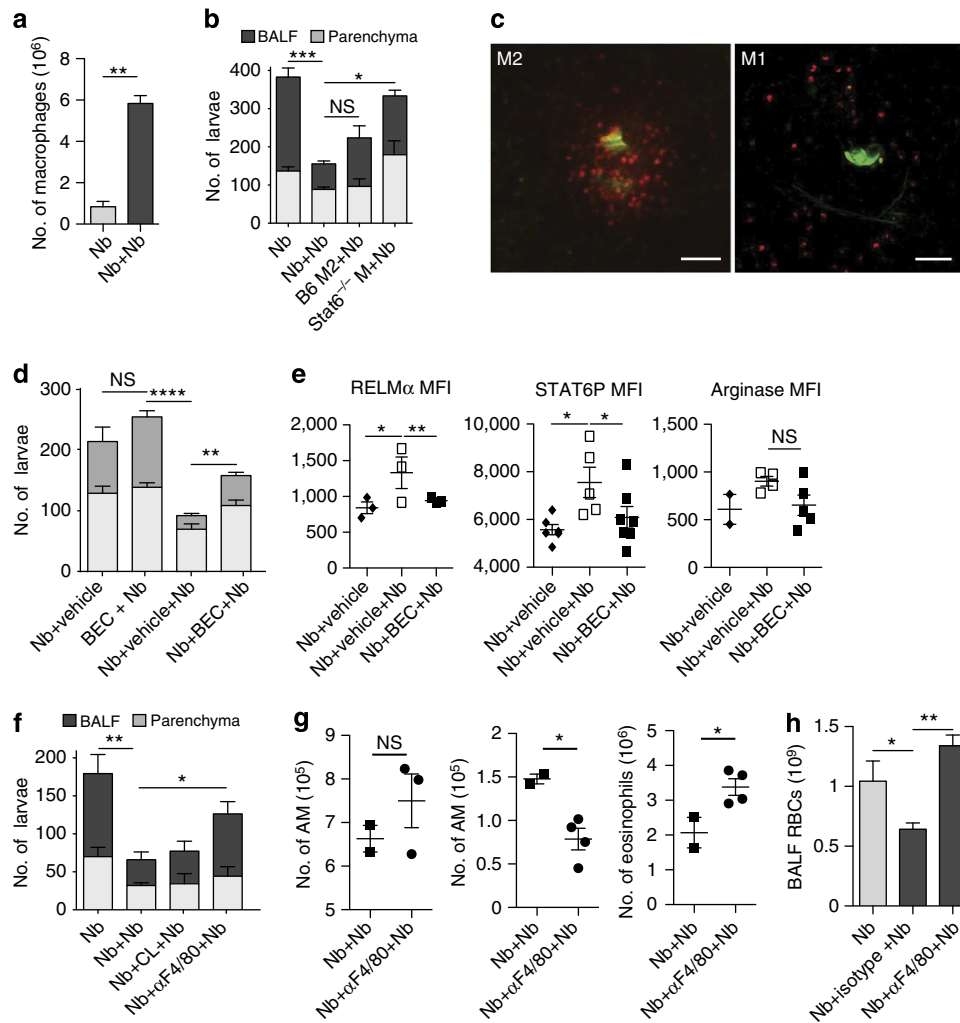 a
No. of macrophages (10⁶)
8
6
4
2
0
**
Nb
Nb+Nb
b
BALF
Parenchyma
No. of larvae
400
300
200
100
0
***
*
NS
Nb
Nb+Nb
B6 M2+Nb
Stat6⁻/⁻ M+Nb
c
M2
M1
d
No. of larvae
300
200
100
0
NS
****
**
Nb+vehicle
BEC + Nb
Nb+vehicle+Nb
Nb+BEC+Nb
e
RELMα MFI
2,000
1,500
1,000
500
0
*
**
Nb+vehicle
Nb+vehicle+Nb
Nb+BEC+Nb
STAT6P MFI
10,000
8,000
6,000
4,000
*
*
Nb+vehicle
Nb+vehicle+Nb
Nb+BEC+Nb
Arginase MFI
1,500
1,000
500
0
NS
Nb+vehicle
Nb+vehicle+Nb
Nb+BEC+Nb
f
BALF
Parenchyma
No. of larvae
200
150
100
50
0
**
*
Nb
Nb+Nb
Nb+CL+Nb
Nb+αF4/80+Nb
g
No. of AM (10⁵)
9
8
7
6
5
NS
Nb+Nb
Nb+αF4/80+Nb
No. of AM (10⁵)
2
1.5
1
0.5
0
*
Nb+Nb
Nb+αF4/80+Nb
No. of eosinophils (10⁶)
5
4
3
2
1
0
*
Nb+Nb
Nb+αF4/80+Nb
h
BALF RBCs (10⁹)
1.5
1
0.5
0
*
**
Nb
Nb+isotype +Nb
Nb+αF4/80+Nb